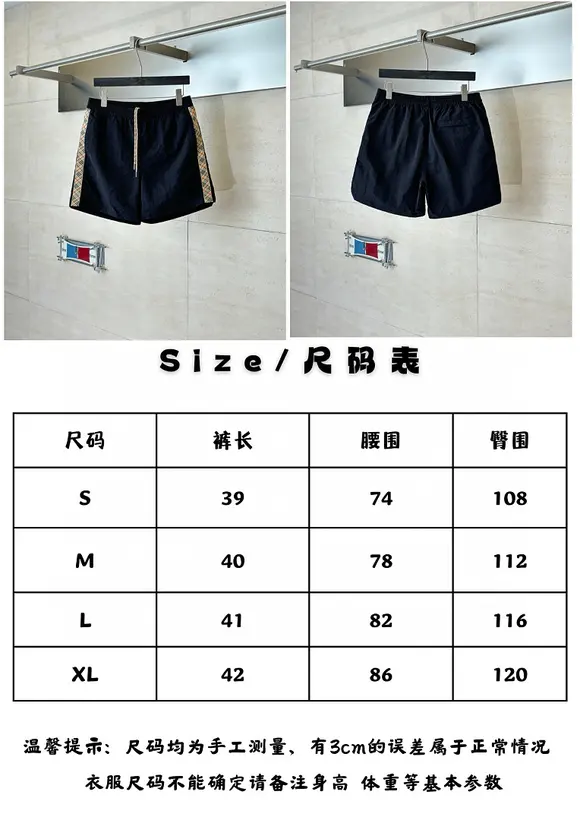 Size/尺码表
尺码 裤长 腰围 臀围
S 39 74 108
M 40 78 112
L 41 82 116
XL 42 86 120
温馨提示：尺码均为手工测量、有3cm的误差属于正常情况
衣服尺码不能确定请备注身高 体重等基本参数